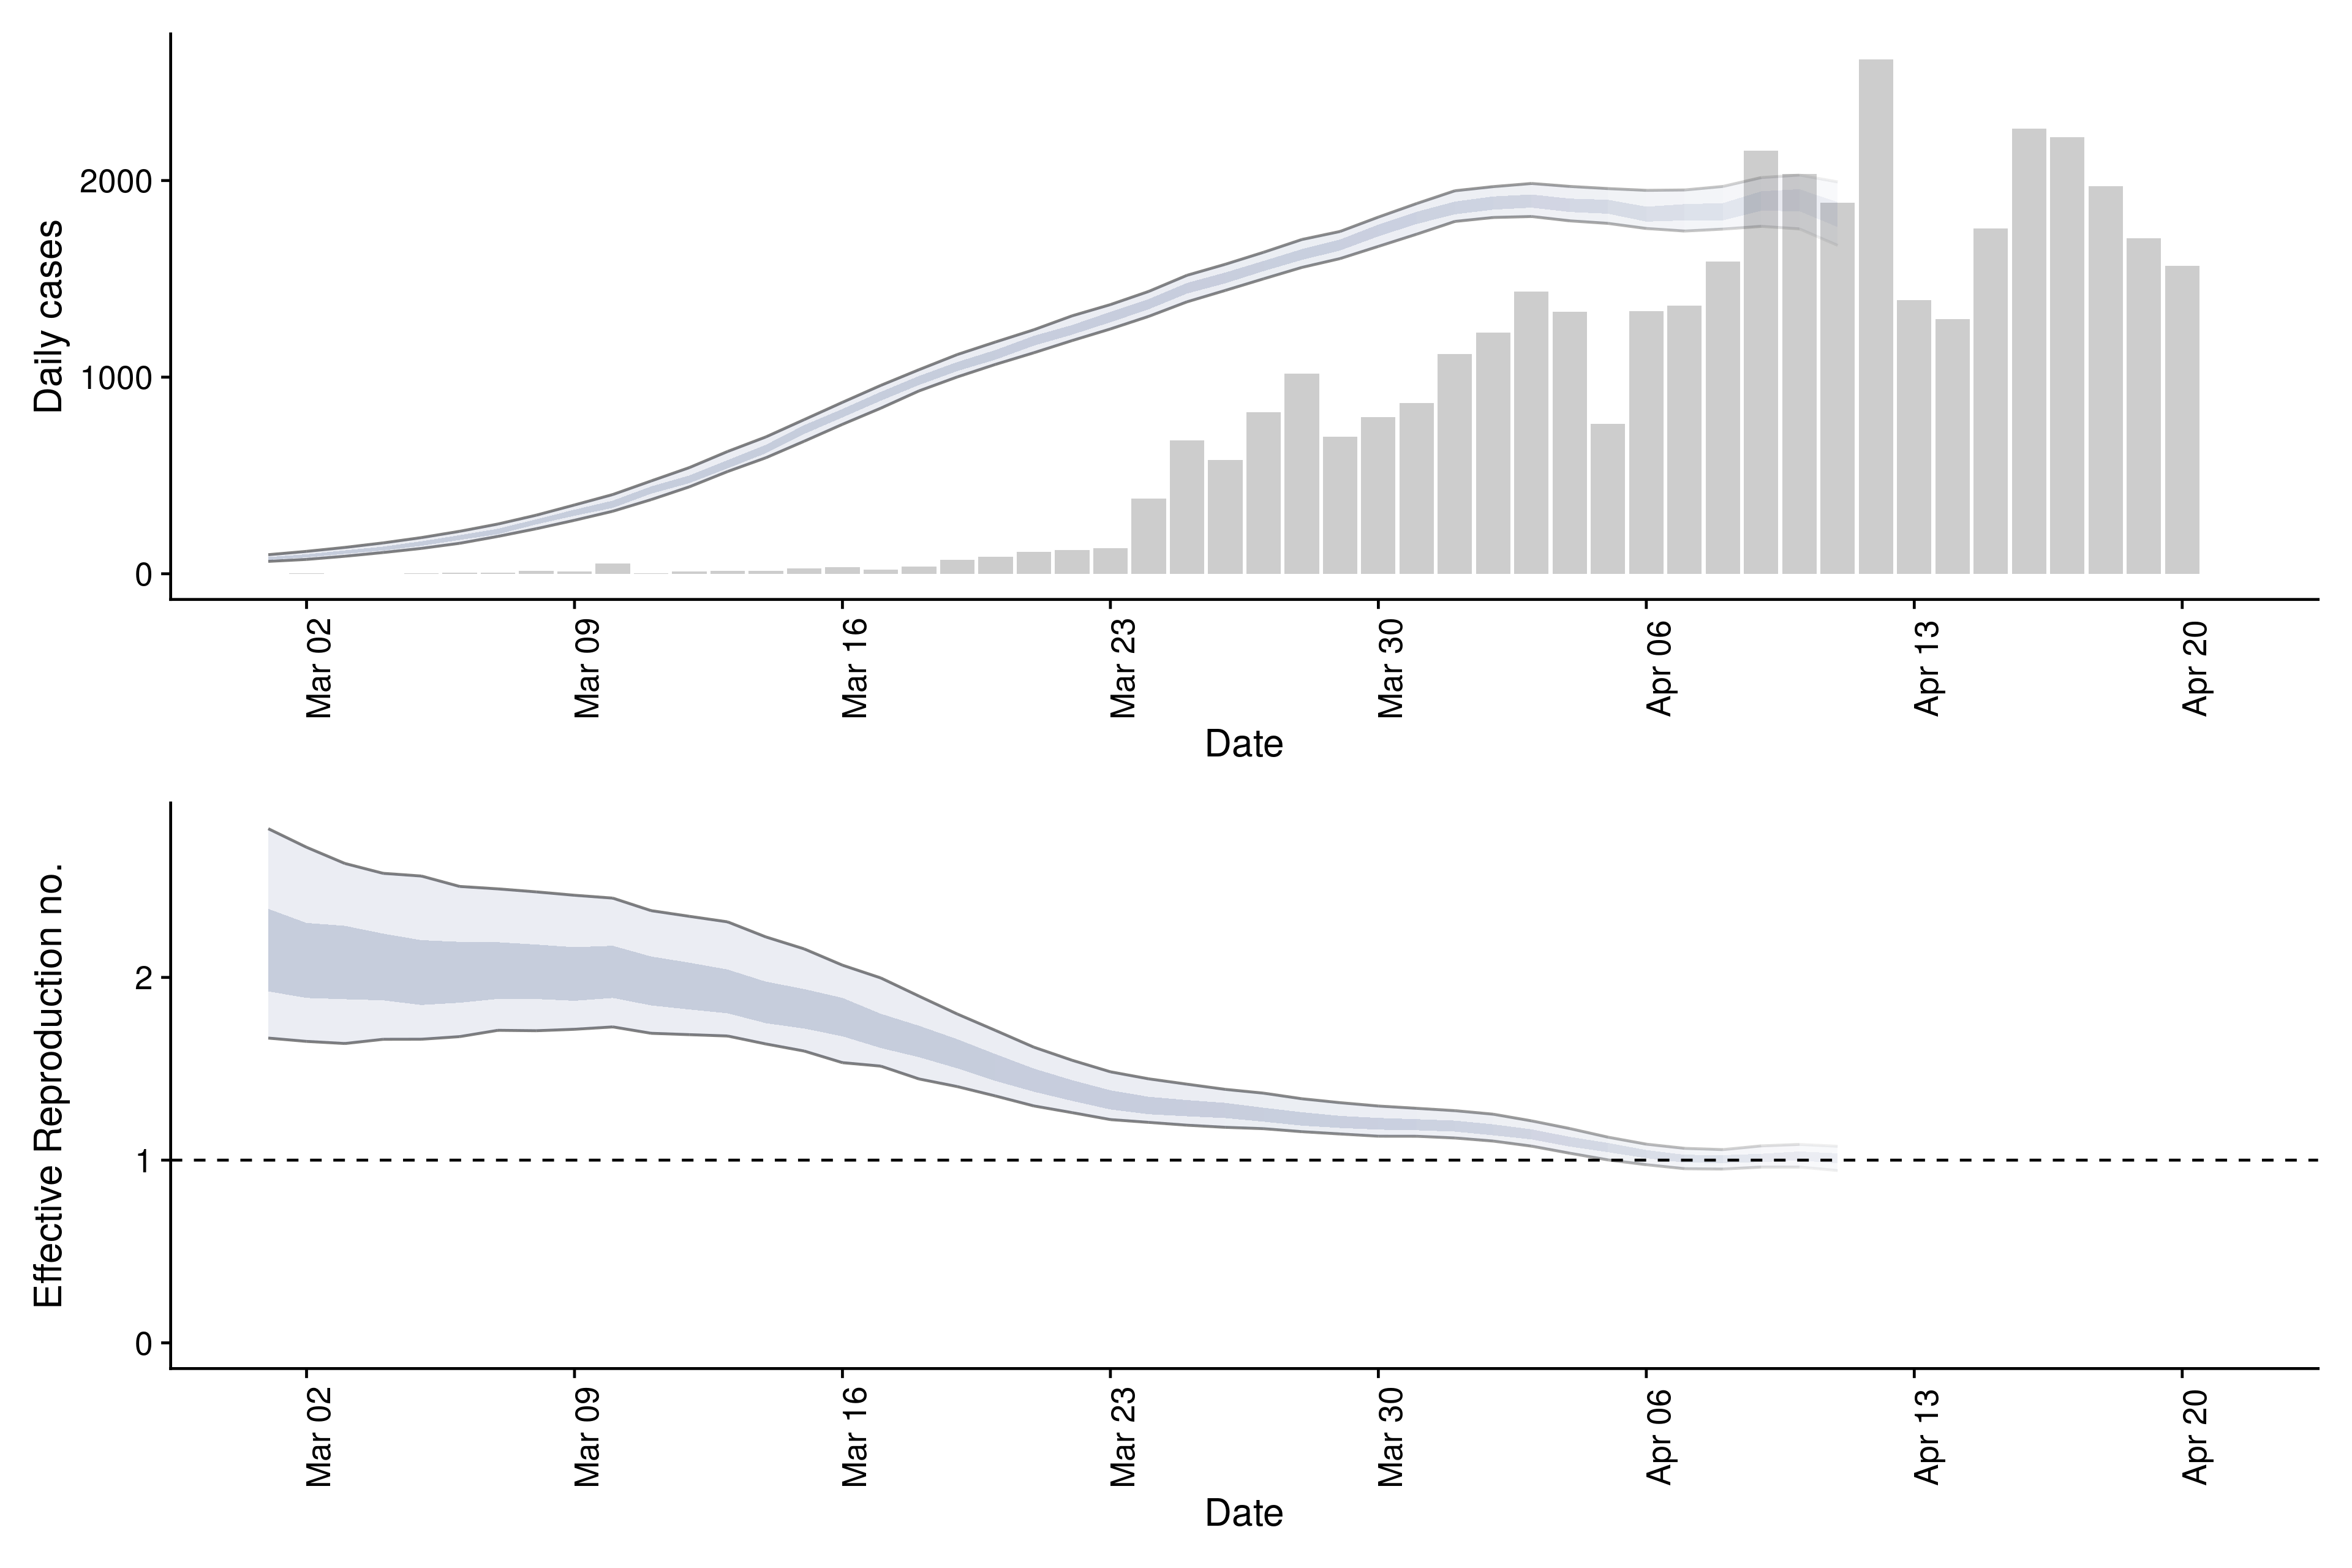 Daily cases
2000
1000
0
Mar 02
Mar 09
Mar 16
Mar 23
Mar 30
Apr 06
Apr 13
Apr 20
Date
Effective Reproduction no.
2
1
0
Mar 02
Mar 09
Mar 16
Mar 23
Mar 30
Apr 06
Apr 13
Apr 20
Date